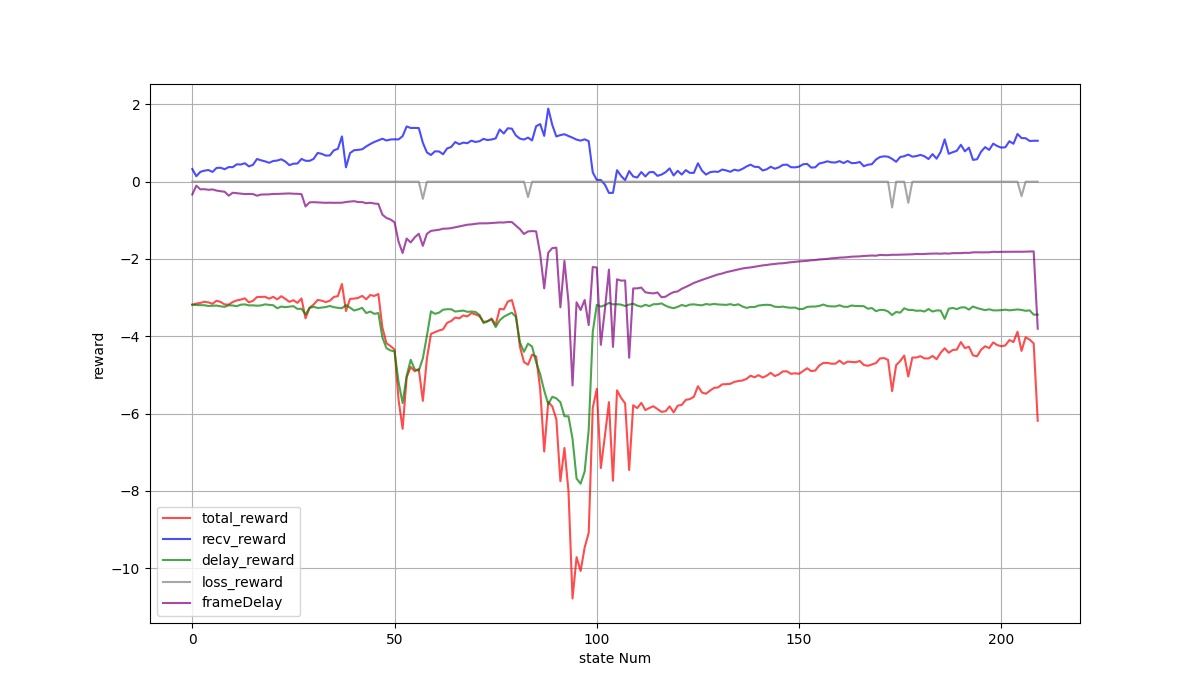 2
0
−2
−4
−6
−8
−10
reward
0
50
100
150
200
state Num
total_reward
recv_reward
delay_reward
loss_reward
frameDelay